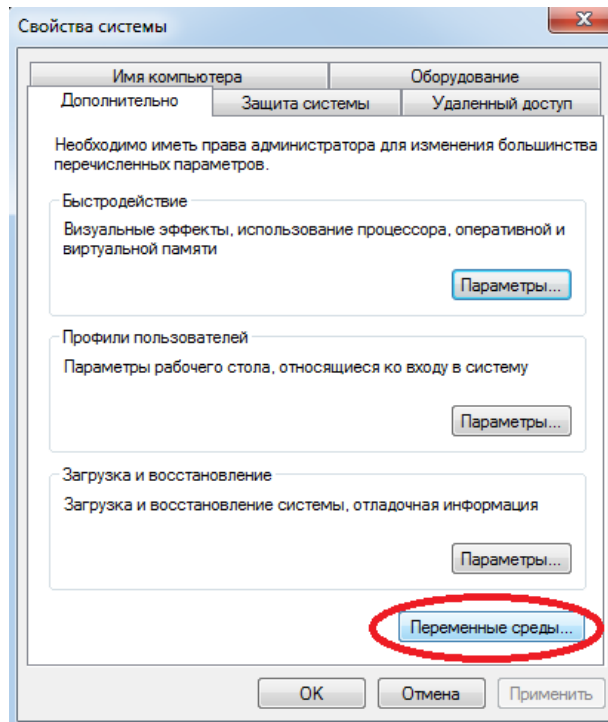 Свойства системы
Имя компьютера
Оборудование
Дополнительно
Защита системы
Удаленный доступ
Необходимо иметь права администратора для изменения большинства
перечисленных параметров.
Быстродействие
Визуальные эффекты, использование процессора, оперативной и
виртуальной памяти
Параметры...
Профили пользователей
Параметры рабочего стола, относящиеся ко входу в систему
Параметры...
Загрузка и восстановление
Загрузка и восстановление системы, отладочная информация
Параметры...
Переменные среды...
OK
Отмена
Применить